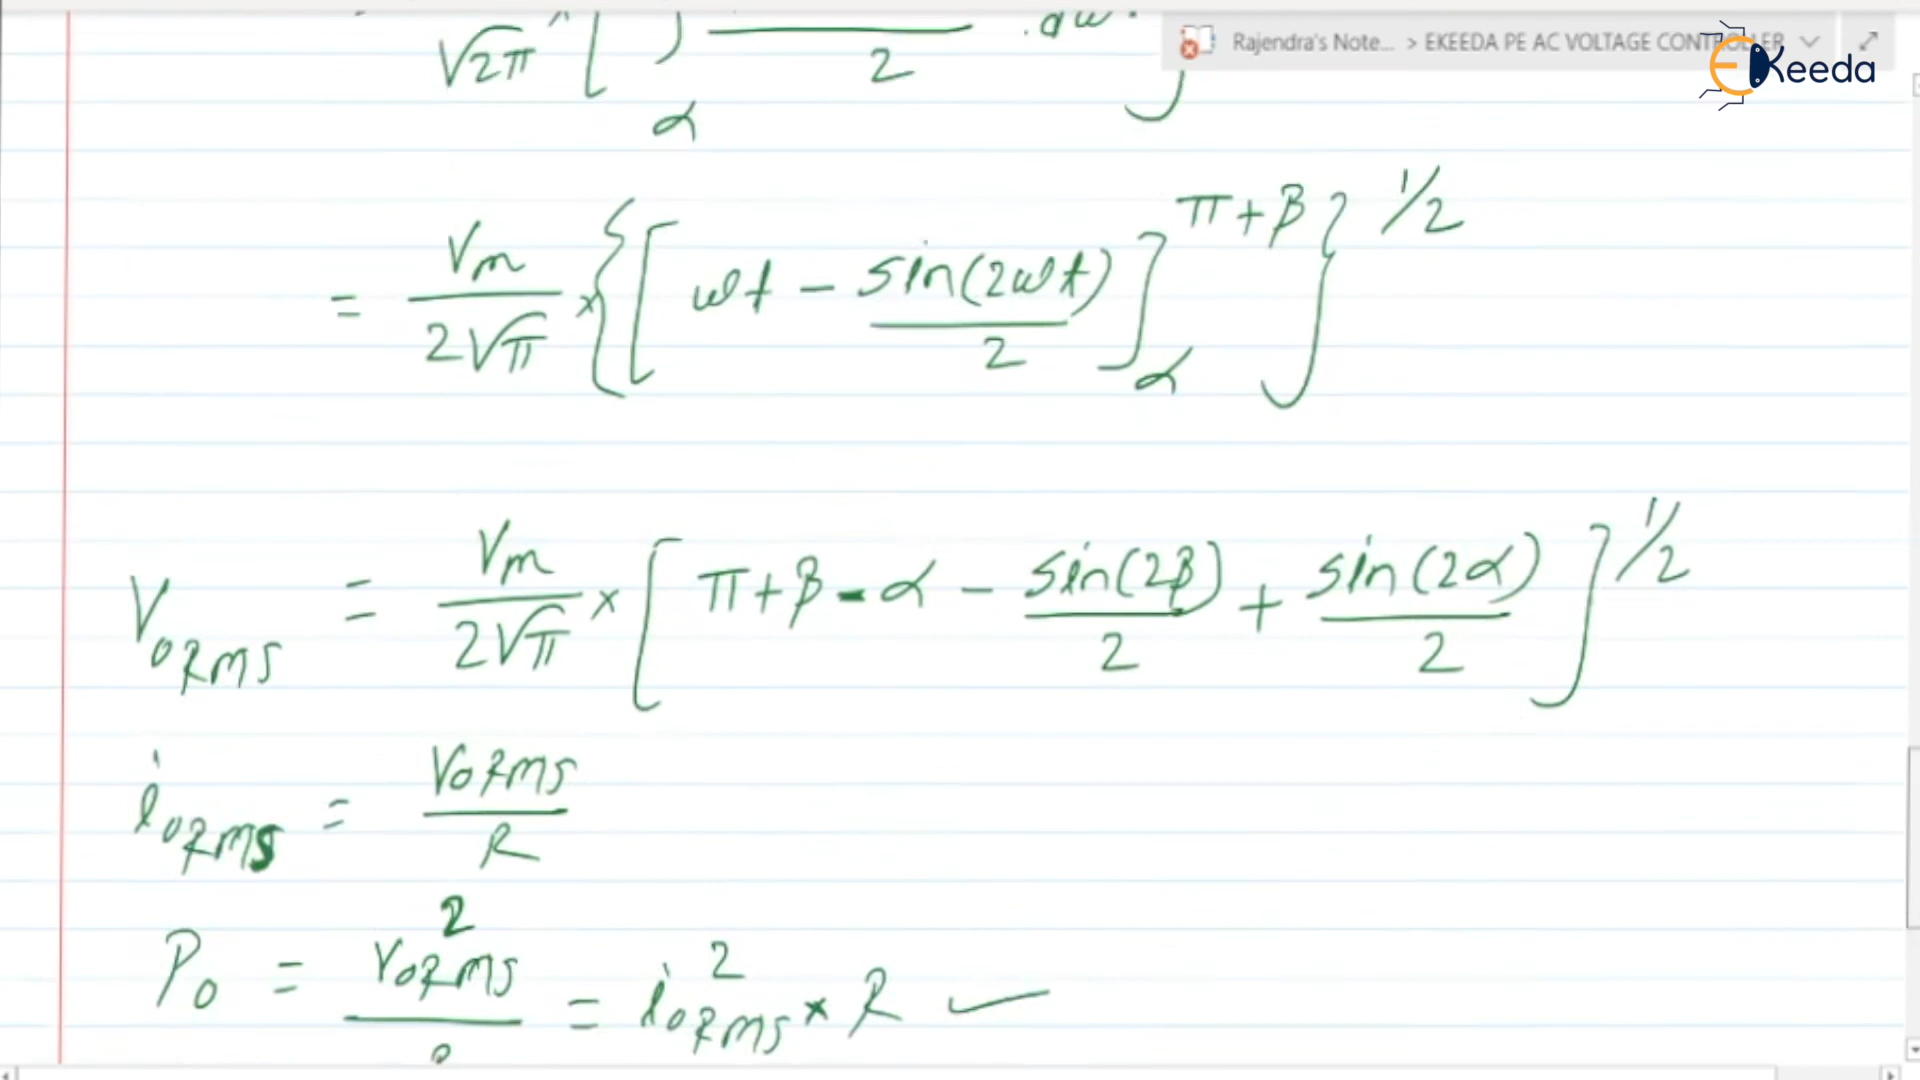 Rajendra's Note... > EKEEDA PE AC VOLTAGE CONTROLLER
EKeeda
√2π [ ∫ α 2 .dω ]
= Vm / 2√π × { [ ωt - sin(2ωt) / 2 ] α π+β } 1/2
VoRMS = Vm / 2√π × [ π+β-α - sin(2β) / 2 + sin(2α) / 2 ] 1/2
ioRMS = VoRMS / R
Po = VoRMS² / = ioRMS² × R ✓